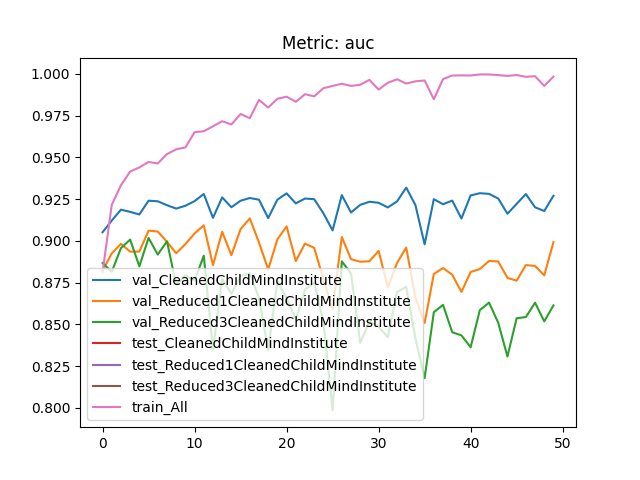 Metric: auc
1.000
0.975
0.950
0.925
0.900
0.875
0.850
0.825
0.800
val_CleanedChildMindInstitute
val_Reduced1CleanedChildMindInstitute
val_Reduced3CleanedChildMindInstitute
test_CleanedChildMindInstitute
test_Reduced1CleanedChildMindInstitute
test_Reduced3CleanedChildMindInstitute
train_All
0 10 20 30 40 50